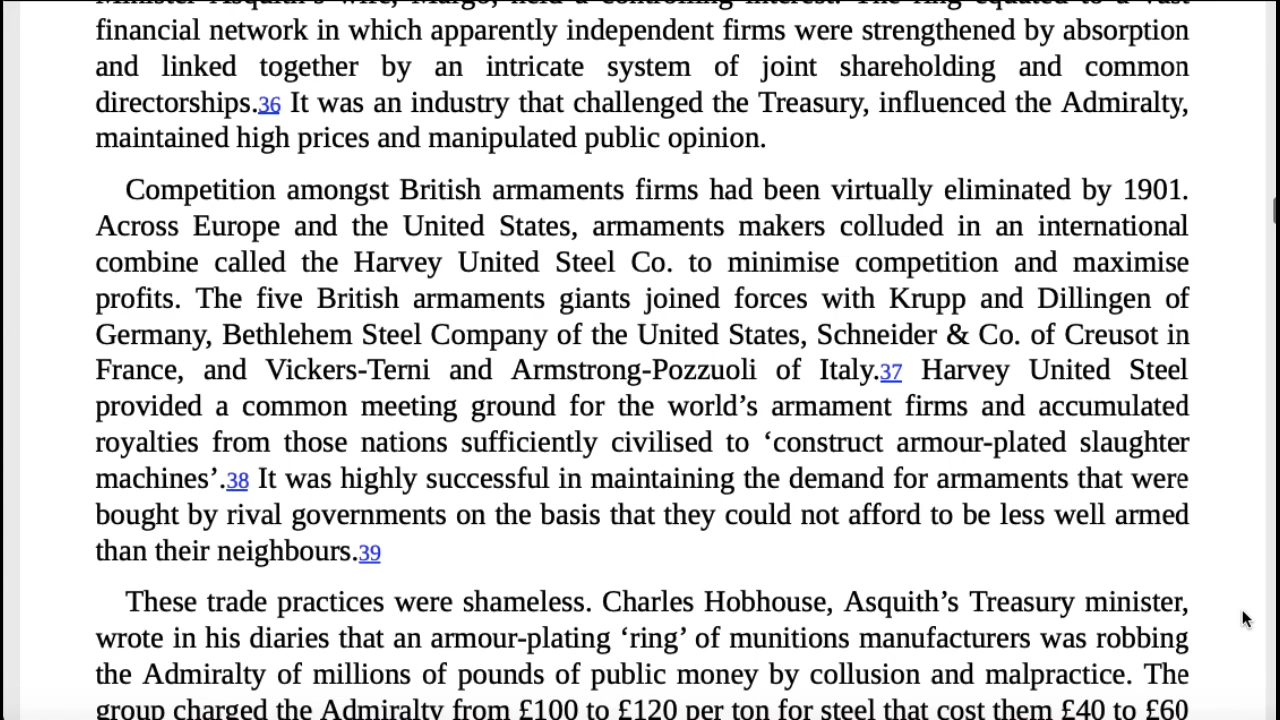 Minister Asquith's wife, Margo, held a controlling interest. The ring equated to a vast
financial network in which apparently independent firms were strengthened by absorption
and linked together by an intricate system of joint shareholding and common
directorships.36 It was an industry that challenged the Treasury, influenced the Admiralty,
maintained high prices and manipulated public opinion.
Competition amongst British armaments firms had been virtually eliminated by 1901.
Across Europe and the United States, armaments makers colluded in an international
combine called the Harvey United Steel Co. to minimise competition and maximise
profits. The five British armaments giants joined forces with Krupp and Dillingen of
Germany, Bethlehem Steel Company of the United States, Schneider & Co. of Creusot in
France, and Vickers-Terni and Armstrong-Pozzuoli of Italy.37 Harvey United Steel
provided a common meeting ground for the world’s armament firms and accumulated
royalties from those nations sufficiently civilised to ‘construct armour-plated slaughter
machines’.38 It was highly successful in maintaining the demand for armaments that were
bought by rival governments on the basis that they could not afford to be less well armed
than their neighbours.39
These trade practices were shameless. Charles Hobhouse, Asquith’s Treasury minister,
wrote in his diaries that an armour-plating ‘ring’ of munitions manufacturers was robbing
the Admiralty of millions of pounds of public money by collusion and malpractice. The
group charged the Admiralty from £100 to £120 per ton for steel that cost them £40 to £60